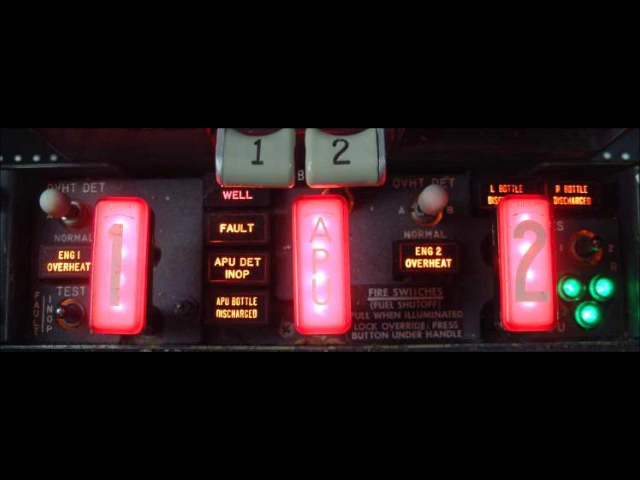 1
2
OVHT DET
NORMAL
ENG 1
OVERHEAT
TEST
FAULT
INOP
1
WELL
FAULT
APU DET
INOP
APU BOTTLE
DISCHARGED
APU
OVHT DET
A
B
NORMAL
ENG 2
OVERHEAT
FIRE SWITCHES
(FUEL SHUTOFF)
PULL WHEN ILLUMINATED
LOCK OVERRIDE: PRESS
BUTTON UNDER HANDLE
L BOTTLE
R BOTTLE
2
1
2
R